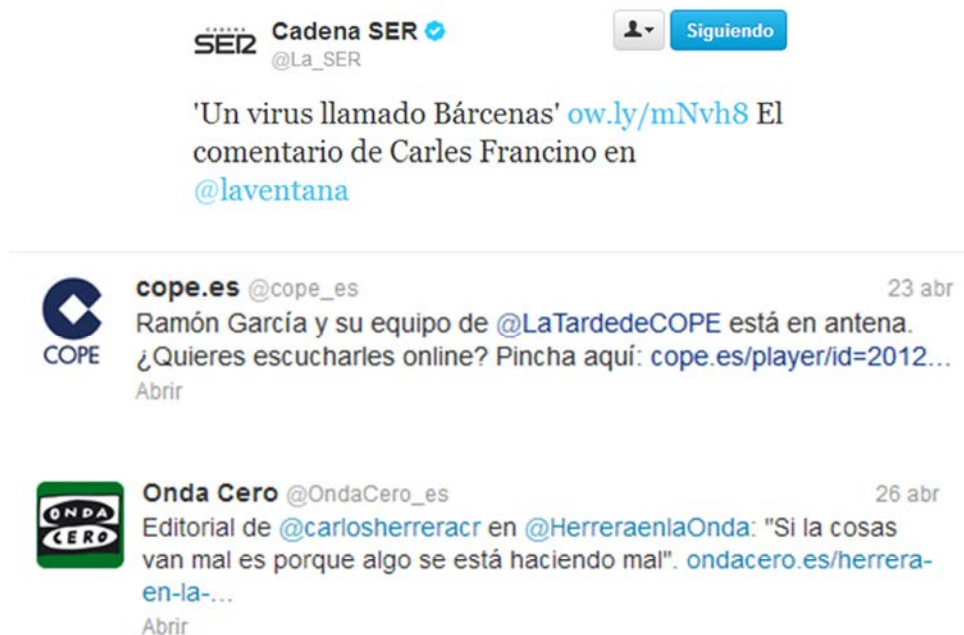 CADENA
SER
Cadena SER
@La_SER
Siguiendo
'Un virus llamado Bárcenas' ow.ly/mNvh8 El
comentario de Carles Francino en
@laventana
COPE
cope.es @cope_es 23 abr
Ramón García y su equipo de @LaTardedeCOPE está en antena.
¿Quieres escucharles online? Pincha aquí: cope.es/player/id=2012...
Abrir
ONDA
CERO
Onda Cero @OndaCero_es 26 abr
Editorial de @carlosherreracr en @HerreraenlaOnda: "Si la cosas
van mal es porque algo se está haciendo mal". ondacero.es/herrera-
en-la-...
Abrir